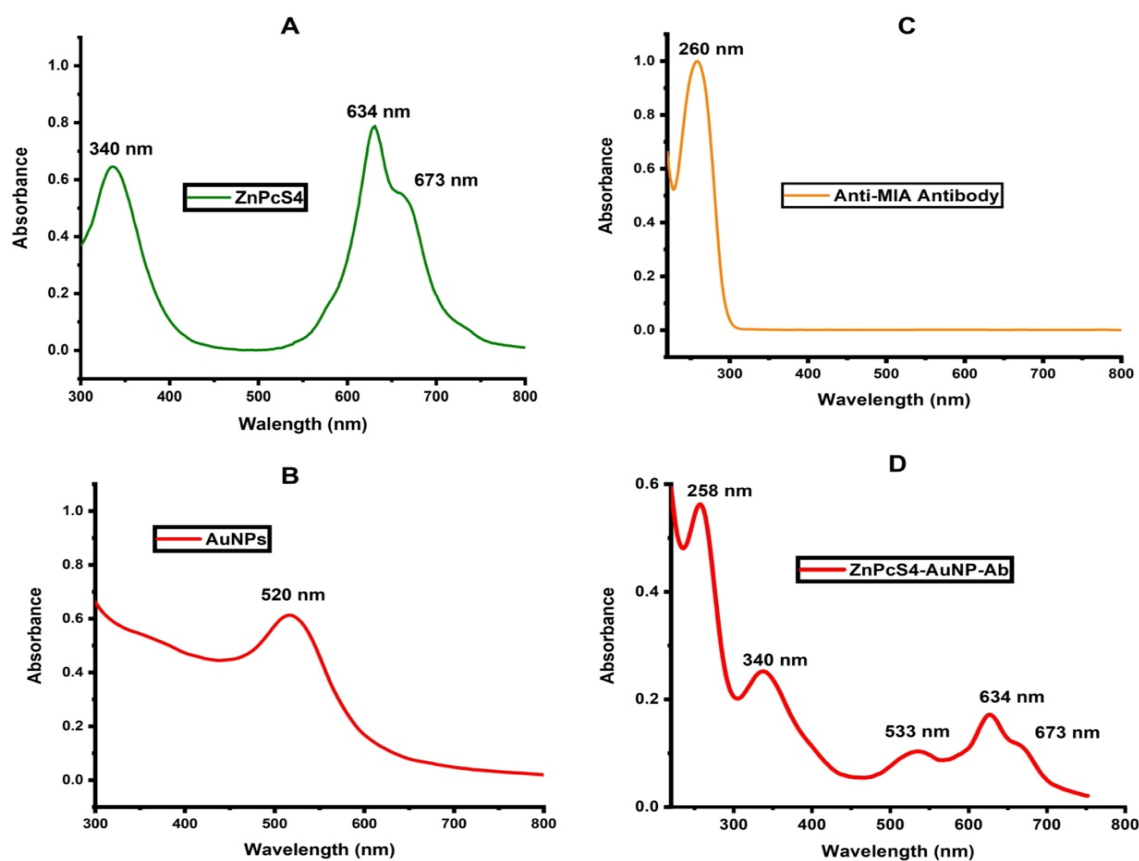 A
1.0
0.8
0.6
0.4
0.2
0.0
Absorbance
340 nm
634 nm
673 nm
ZnPcS4
300 400 500 600 700 800
Walength (nm)
C
1.0
0.8
0.6
0.4
0.2
0.0
Absorbance
260 nm
Anti-MIA Antibody
300 400 500 600 700 800
Wavelength (nm)
B
1.0
0.8
0.6
0.4
0.2
0.0
Absorbance
AuNPs
520 nm
300 400 500 600 700 800
Wavelength (nm)
D
0.6
0.4
0.2
0.0
Absorbance
258 nm
ZnPcS4-AuNP-Ab
340 nm
533 nm
634 nm
673 nm
300 400 500 600 700 800
Wavelength (nm)